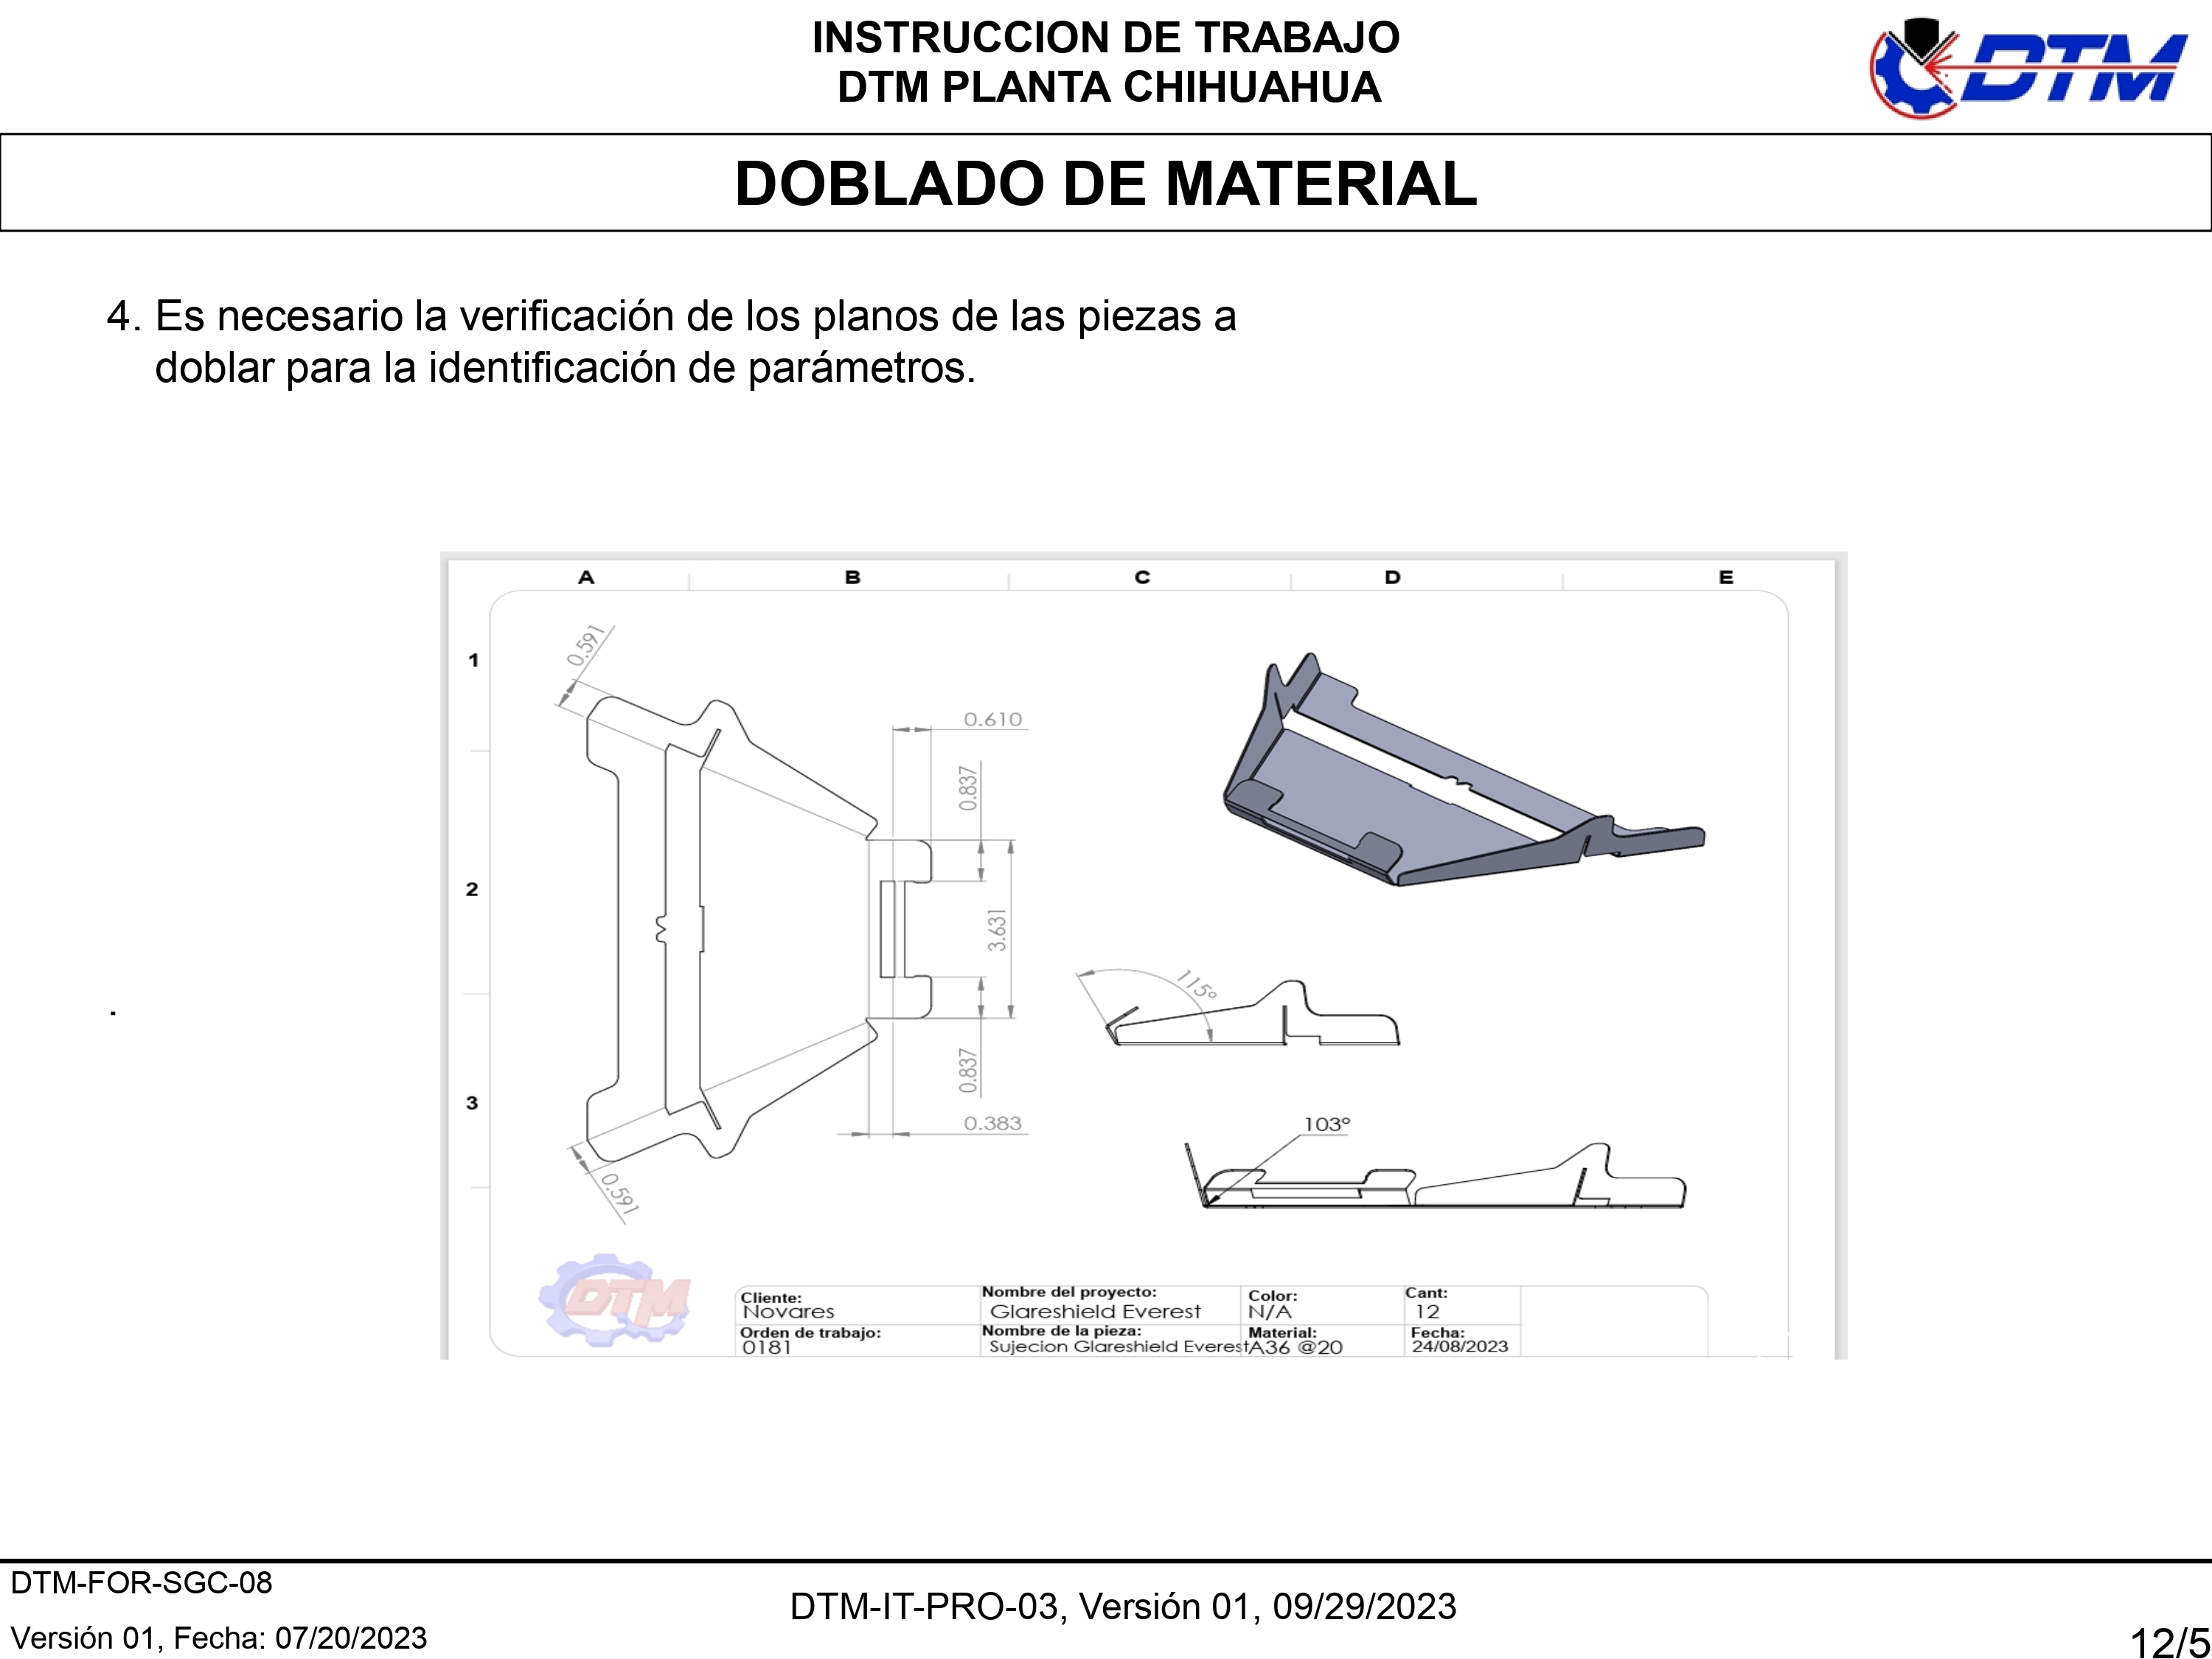 INSTRUCCION DE TRABAJO
DTM PLANTA CHIHUAHUA
DTM
DOBLADO DE MATERIAL
4. Es necesario la verificación de los planos de las piezas a
doblar para la identificación de parámetros.
A B C D E
1
2
3
0.591
0.610
0.837
3.631
0.837
0.383
0.591
115°
103°
.
DTM
Cliente:
Novares
Nombre del proyecto:
Glareshield Everest
Color:
N/A
Cant:
12
Orden de trabajo:
0181
Nombre de la pieza:
Sujecion Glareshield Everest
Material:
A36 @20
Fecha:
24/08/2023
DTM-FOR-SGC-08
Versión 01, Fecha: 07/20/2023
DTM-IT-PRO-03, Versión 01, 09/29/2023
12/5